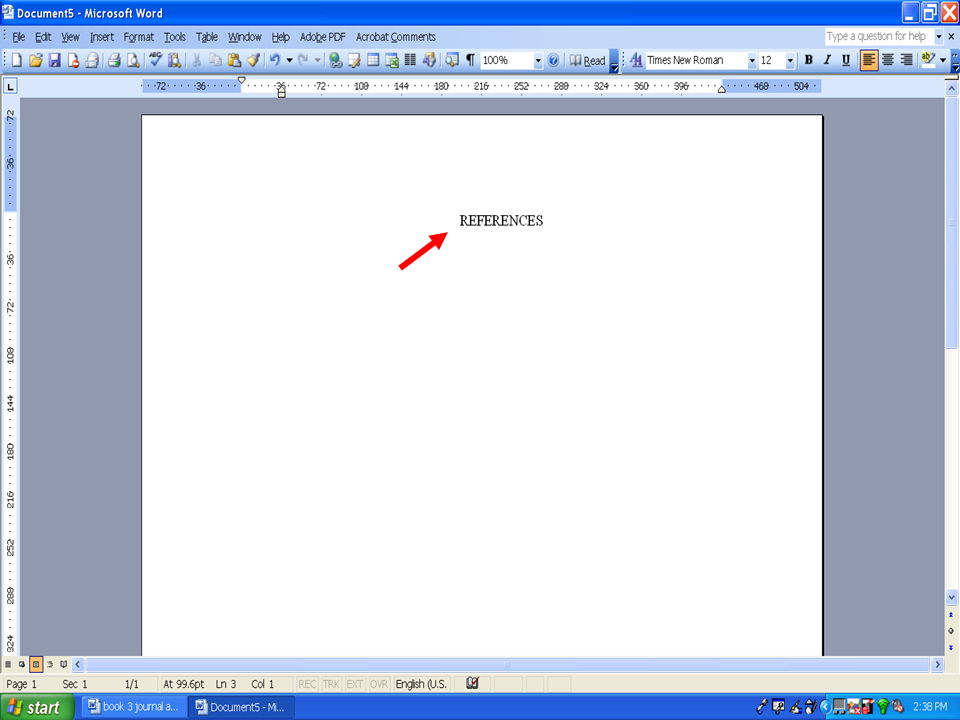 Document5 - Microsoft Word
File Edit View Insert Format Tools Table Window Help Adobe PDF Acrobat Comments Type a question for help
100% Read Times New Roman 12 B I U
L 72 36 36 72 108 144 180 216 252 288 324 360 396 468 504
72
36
REFERENCES
36
72
108
144
180
216
252
288
324
Page 1 Sec 1 1/1 At 99.6pt Ln 3 Col 1 REC TRK EXT OVR English (U.S.
start book 3 journal a... Document5 - Mi... 2:38 PM